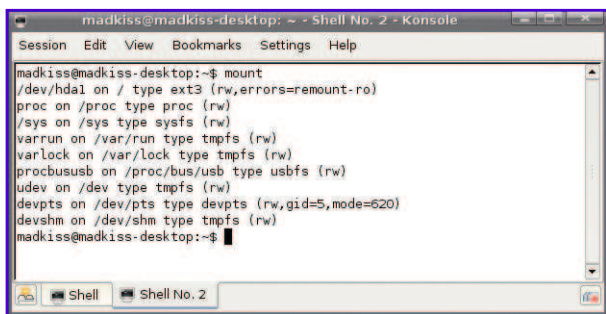 madkiss@madkiss-desktop: ~ - Shell No. 2 - Konsole
Session Edit View Bookmarks Settings Help
madkiss@madkiss-desktop:~$ mount
/dev/hda1 on / type ext3 (rw,errors=remount-ro)
proc on /proc type proc (rw)
/sys on /sys type sysfs (rw)
varrun on /var/run type tmpfs (rw)
varlock on /var/lock type tmpfs (rw)
procbususb on /proc/bus/usb type usbfs (rw)
udev on /dev type tmpfs (rw)
devpts on /dev/pts type devpts (rw,gid=5,mode=620)
devshm on /dev/shm type tmpfs (rw)
madkiss@madkiss-desktop:~$
Shell Shell No. 2